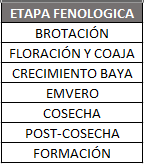 ETAPA FENOLOGICA
BROTACIÓN
FLORACIÓN Y COAJA
CRECIMIENTO BAYA
EMVERO
COSECHA
POST-COSECHA
FORMACIÓN